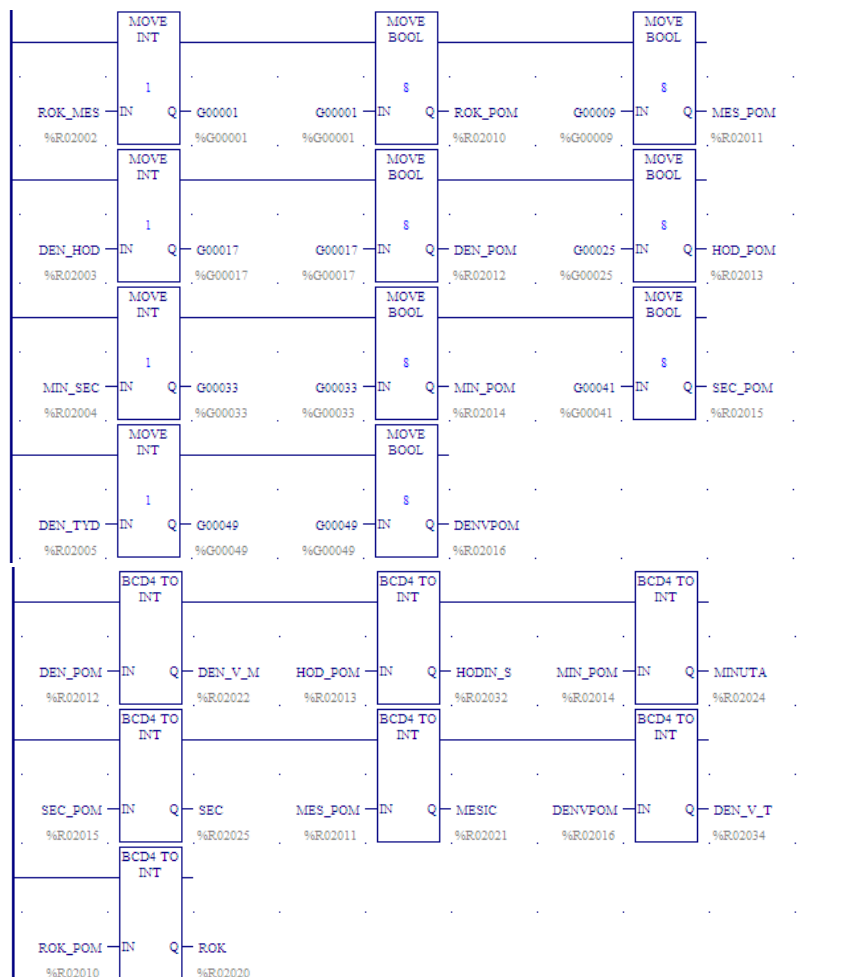 MOVE MOVE MOVE
INT BOOL BOOL
1 8 8
ROK_MES IN Q G00001 G00001 IN Q ROK_POM G00009 IN Q MES_POM
%R02002 %G00001 %G00001 %R02010 %G00009 %R02011
MOVE MOVE MOVE
INT BOOL BOOL
1 8 8
DEN_HOD IN Q G00017 G00017 IN Q DEN_POM G00025 IN Q HOD_POM
%R02003 %G00017 %G00017 %R02012 %G00025 %R02013
MOVE MOVE MOVE
INT BOOL BOOL
1 8 8
MIN_SEC IN Q G00033 G00033 IN Q MIN_POM G00041 IN Q SEC_POM
%R02004 %G00033 %G00033 %R02014 %G00041 %R02015
MOVE MOVE
INT BOOL
1 8
DEN_TYD IN Q G00049 G00049 IN Q DENVPOM
%R02005 %G00049 %G00049 %R02016
BCD4 TO BCD4 TO BCD4 TO
INT INT INT
DEN_POM IN Q DEN_V_M HOD_POM IN Q HODIN_S MIN_POM IN Q MINUTA
%R02012 %R02022 %R02013 %R02032 %R02014 %R02024
BCD4 TO BCD4 TO BCD4 TO
INT INT INT
SEC_POM IN Q SEC MES_POM IN Q MESIC DENVPOM IN Q DEN_V_T
%R02015 %R02025 %R02011 %R02021 %R02016 %R02034
BCD4 TO
INT
ROK_POM IN Q ROK
%R02010 %R02020